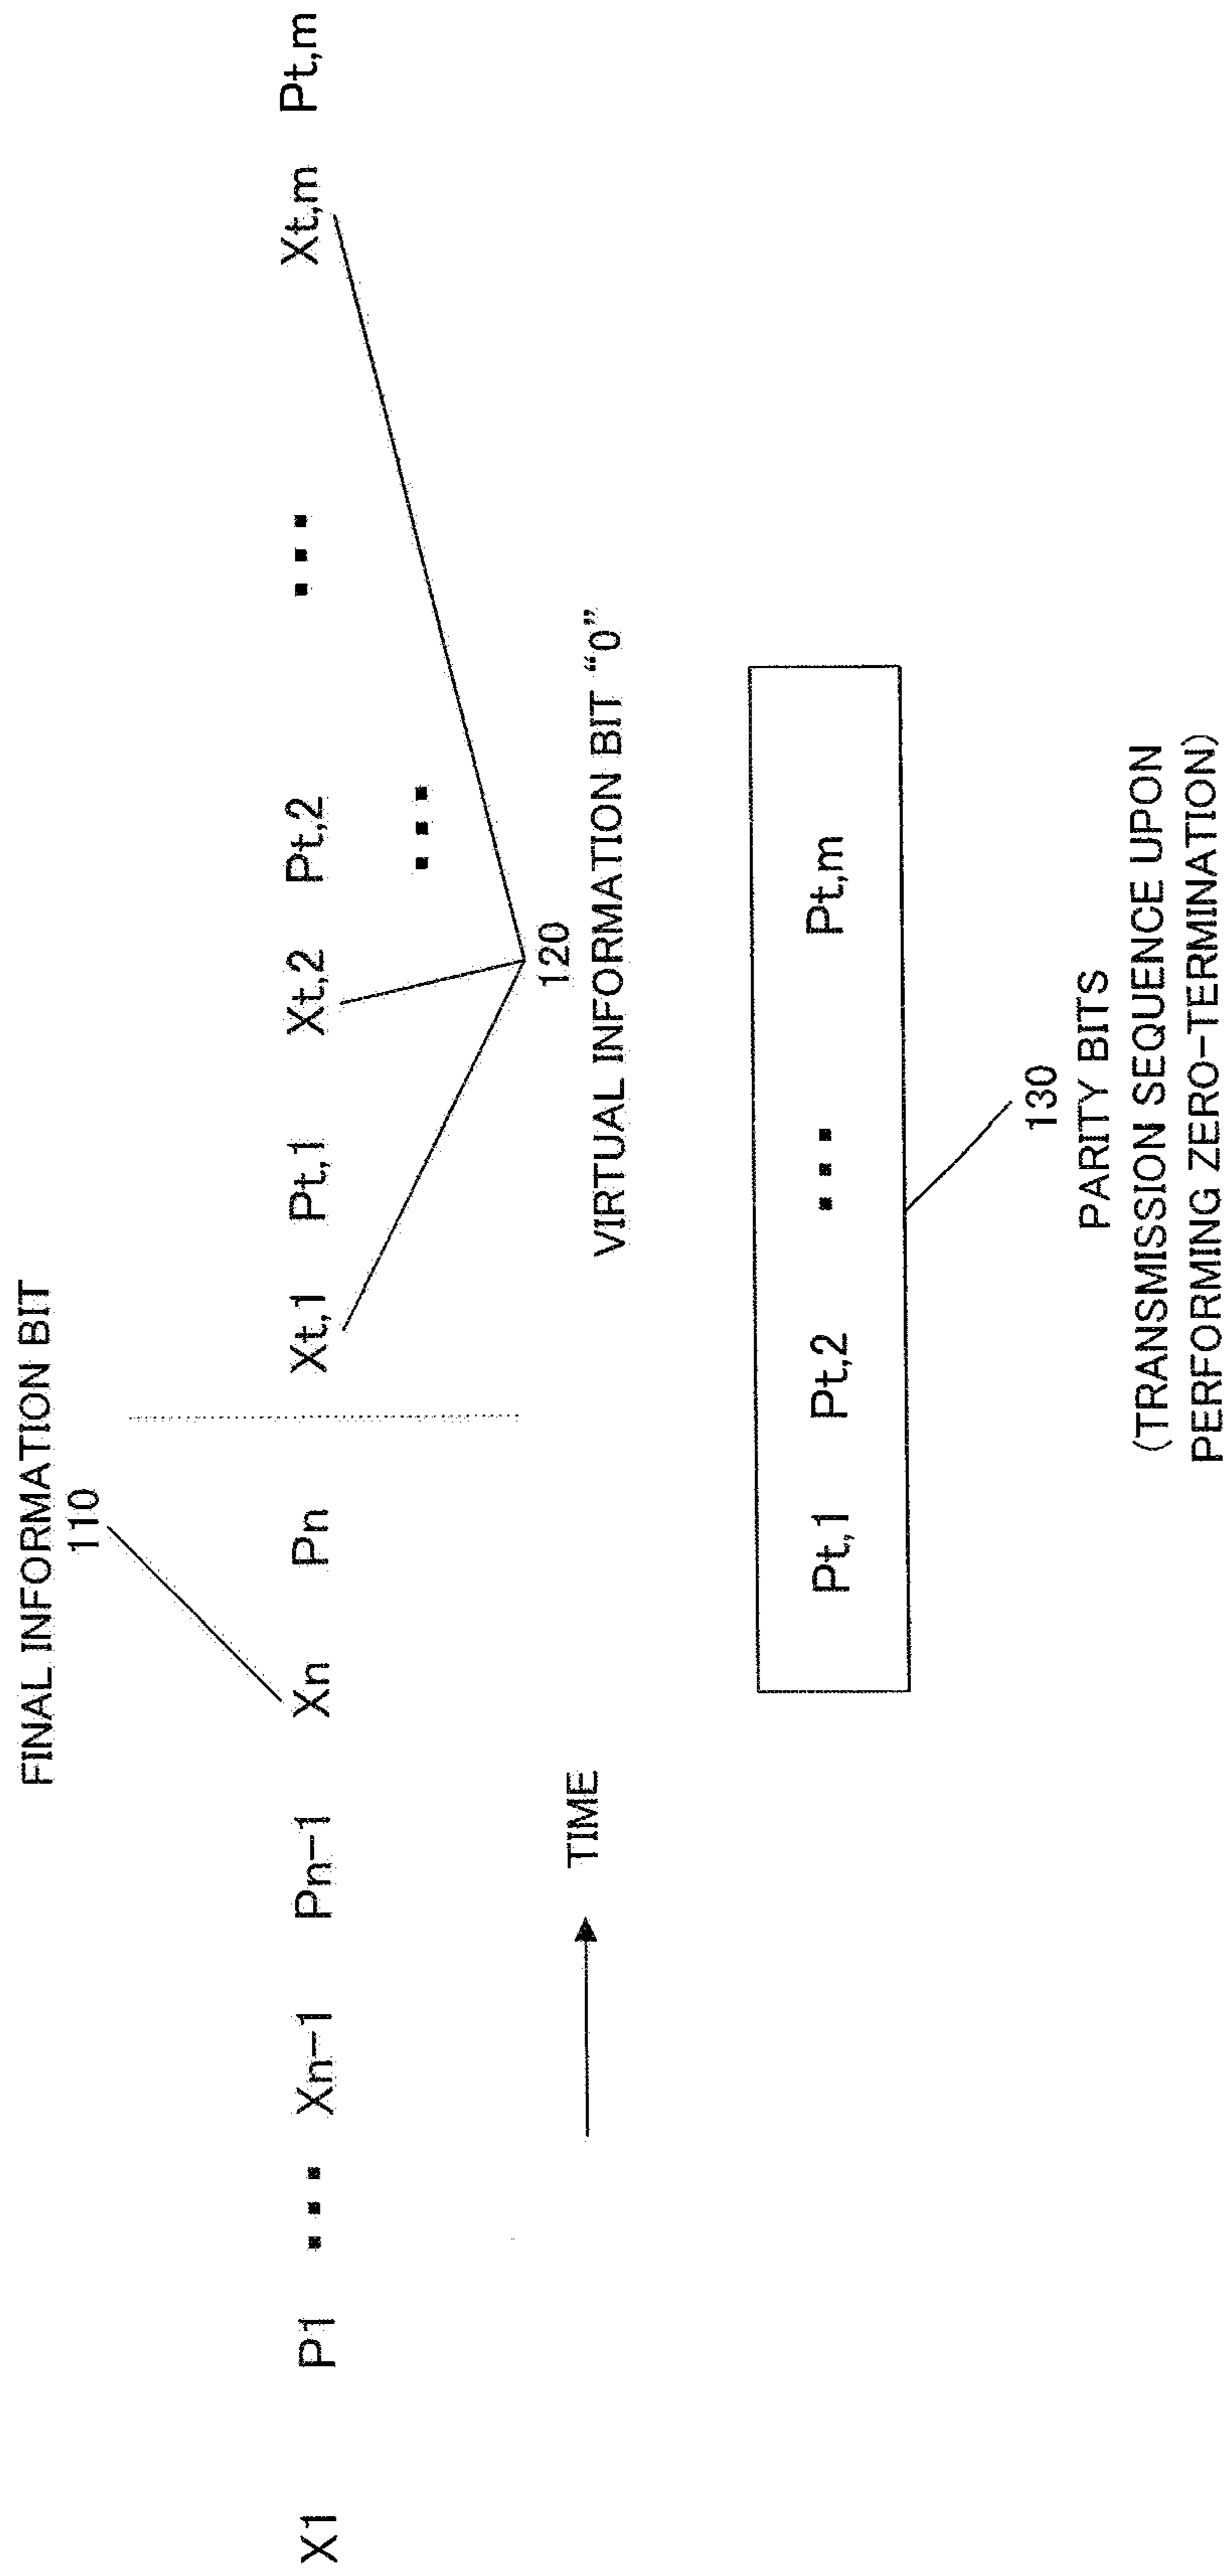 FINAL INFORMATION BIT
110
X1 P1 ▪▪▪ Xn−1 Pn−1 Xn Pn Xt,1 Pt,1 Xt,2 Pt,2 ▪▪▪ Xt,m Pt,m
▪▪▪
120
VIRTUAL INFORMATION BIT “0”
TIME
Pt,1 Pt,2 ▪▪▪ Pt,m
130
PARITY BITS
(TRANSMISSION SEQUENCE UPON
PERFORMING ZERO−TERMINATION)